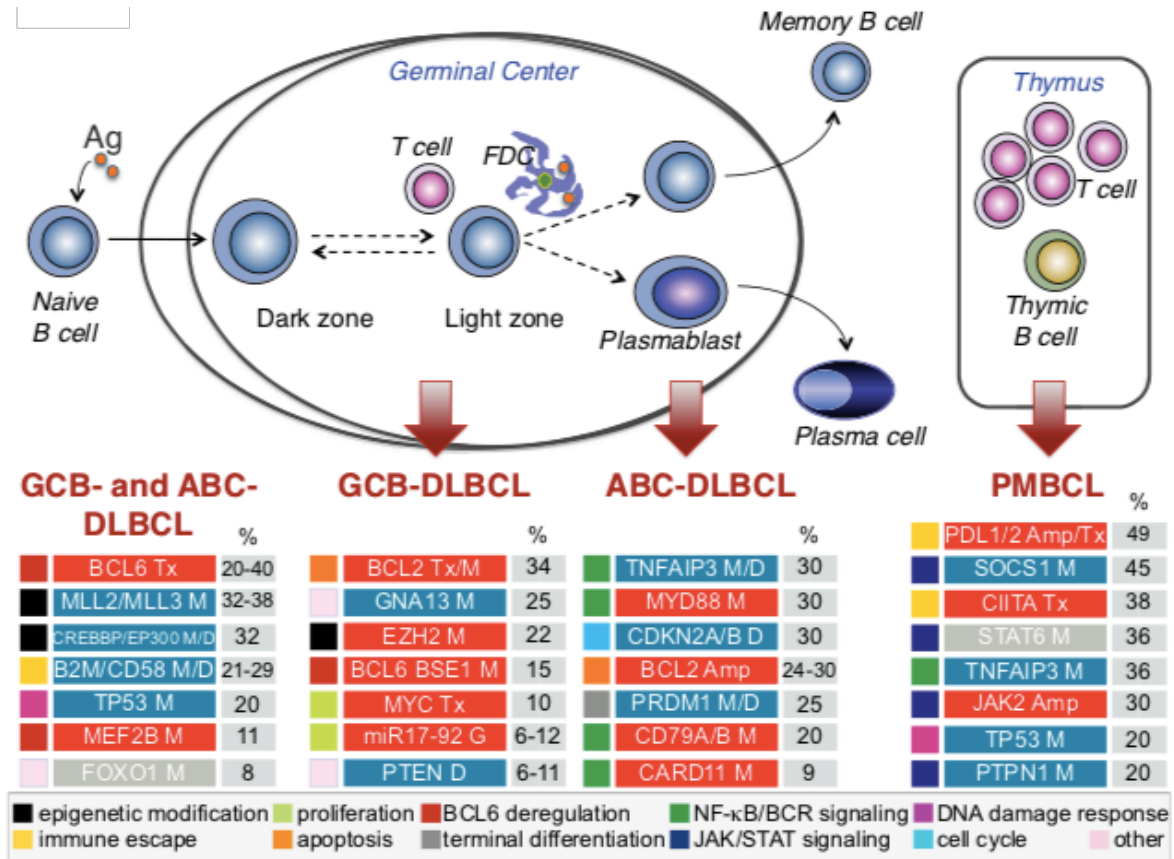 Memory B cell
Germinal Center
Thymus
Ag
T cell
FDC
T cell
Naive
B cell
Dark zone
Light zone
Plasmablast
Thymic
B cell
Plasma cell
GCB- and ABC-
DLBCL
%
BCL6 Tx 20-40
MLL2/MLL3 M 32-38
CREBBP/EP300 M/D 32
B2M/CD58 M/D 21-29
TP53 M 20
MEF2B M 11
FOXO1 M 8
GCB-DLBCL
%
BCL2 Tx/M 34
GNA13 M 25
EZH2 M 22
BCL6 BSE1 M 15
MYC Tx 10
miR17-92 G 6-12
PTEN D 6-11
ABC-DLBCL
%
TNFAIP3 M/D 30
MYD88 M 30
CDKN2A/B D 30
BCL2 Amp 24-30
PRDM1 M/D 25
CD79A/B M 20
CARD11 M 9
PMBCL
%
PDL1/2 Amp/Tx 49
SOCS1 M 45
CIITA Tx 38
STAT6 M 36
TNFAIP3 M 36
JAK2 Amp 30
TP53 M 20
PTPN1 M 20
epigenetic modification proliferation BCL6 deregulation NF-κB/BCR signaling DNA damage response
immune escape apoptosis terminal differentiation JAK/STAT signaling cell cycle other